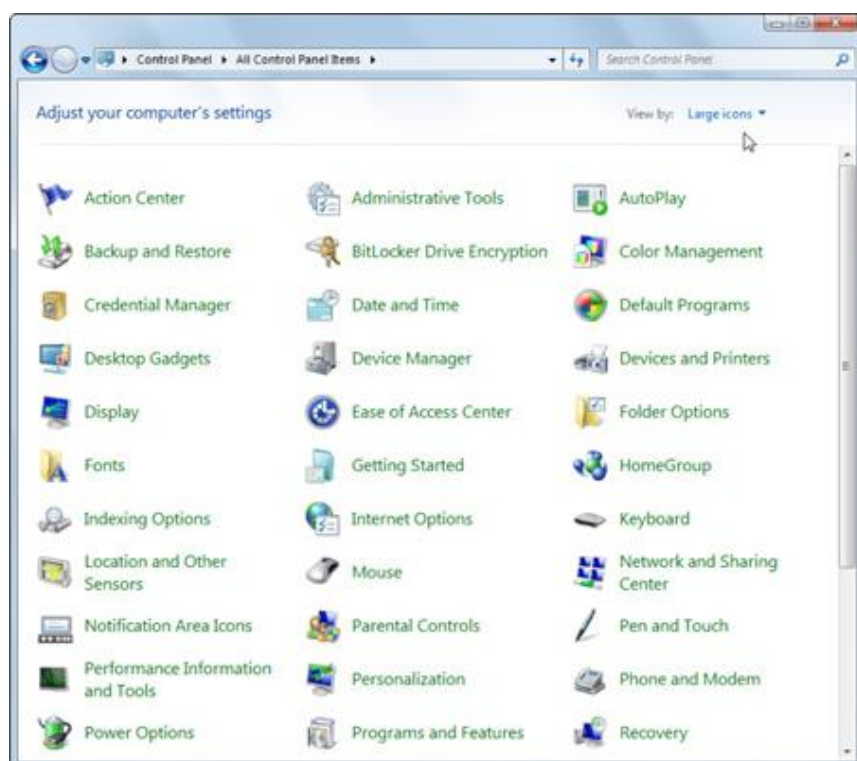 Control Panel ▸ All Control Panel Items ▸
Search Control Panel
Adjust your computer's settings
View by: Large icons
Action Center
Administrative Tools
AutoPlay
Backup and Restore
BitLocker Drive Encryption
Color Management
Credential Manager
Date and Time
Default Programs
Desktop Gadgets
Device Manager
Devices and Printers
Display
Ease of Access Center
Folder Options
Fonts
Getting Started
HomeGroup
Indexing Options
Internet Options
Keyboard
Location and Other
Sensors
Mouse
Network and Sharing
Center
Notification Area Icons
Parental Controls
Pen and Touch
Performance Information
and Tools
Personalization
Phone and Modem
Power Options
Programs and Features
Recovery